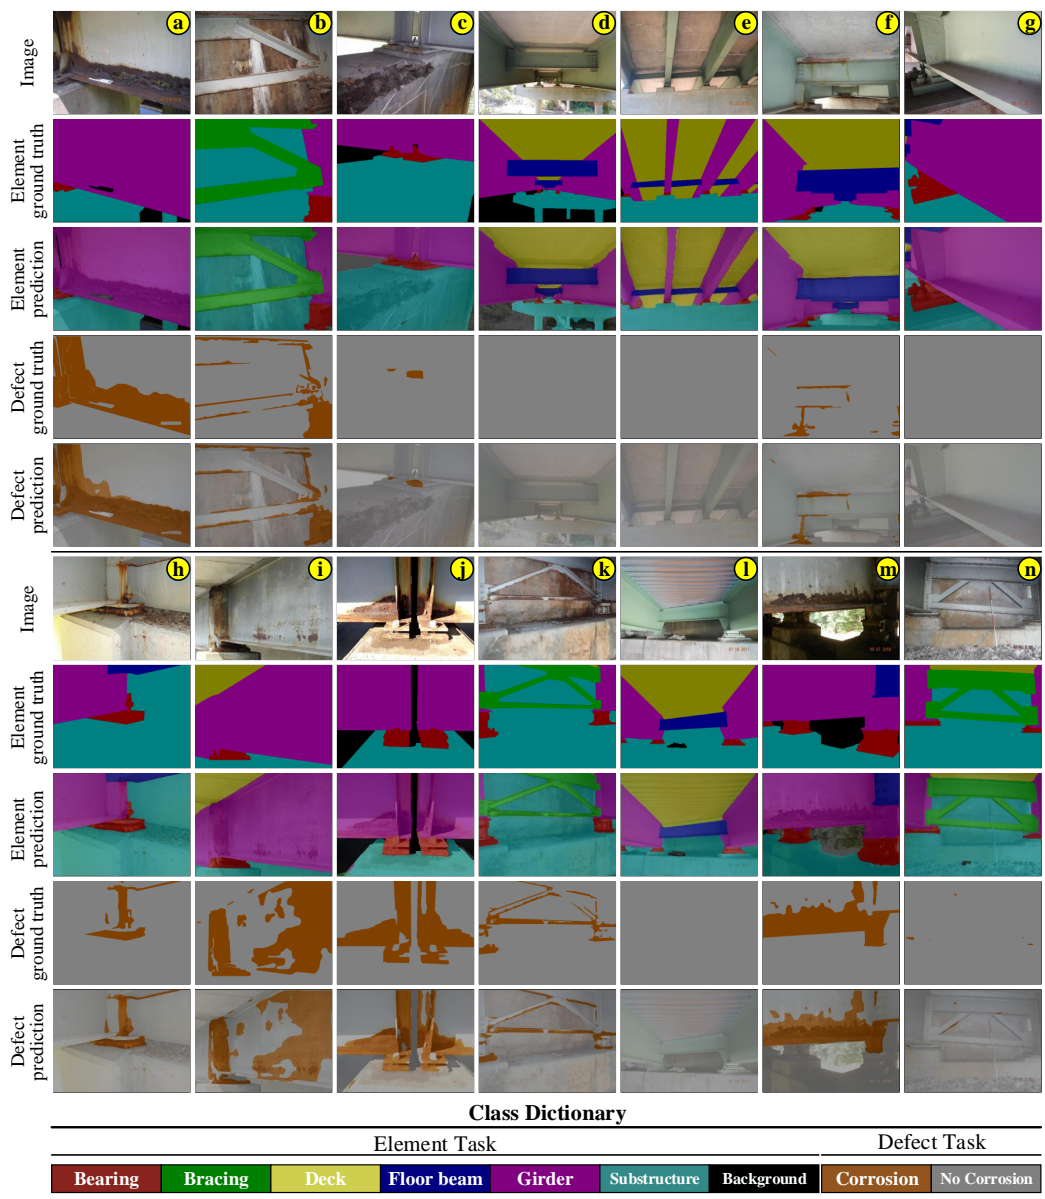 Image
a
b
c
d
e
f
g
Element
ground truth
Element
prediction
Defect
ground truth
Defect
prediction
Image
h
i
j
k
l
m
n
Element
ground truth
Element
prediction
Defect
ground truth
Defect
prediction
Class Dictionary
Element Task
Defect Task
Bearing
Bracing
Deck
Floor beam
Girder
Substructure
Background
Corrosion
No Corrosion